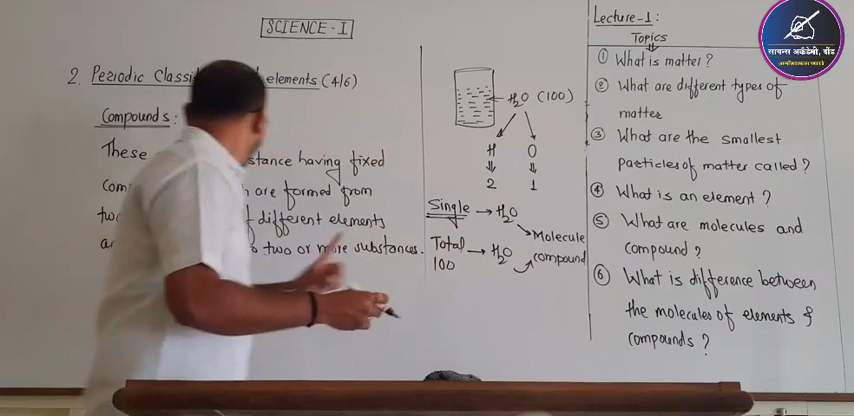 SCIENCE - I
2. Periodic Classi elements (4/6)
Compounds :
These stance having fixed
com are formed from
two f different elements
a o two or more substances.
H₂O (100)
H O
2 1
Single → H₂O
Molecule
Total → H₂O compound
100
Lecture-1 :
Topics
① What is matter ?
② What are different types of
matter
③ What are the smallest
particles of matter called ?
④ What is an element ?
⑤ What are molecules and
compound ?
⑥ What is difference between
the molecules of elements &
compounds ?
सायन्स अकॅडेमी, बोंड